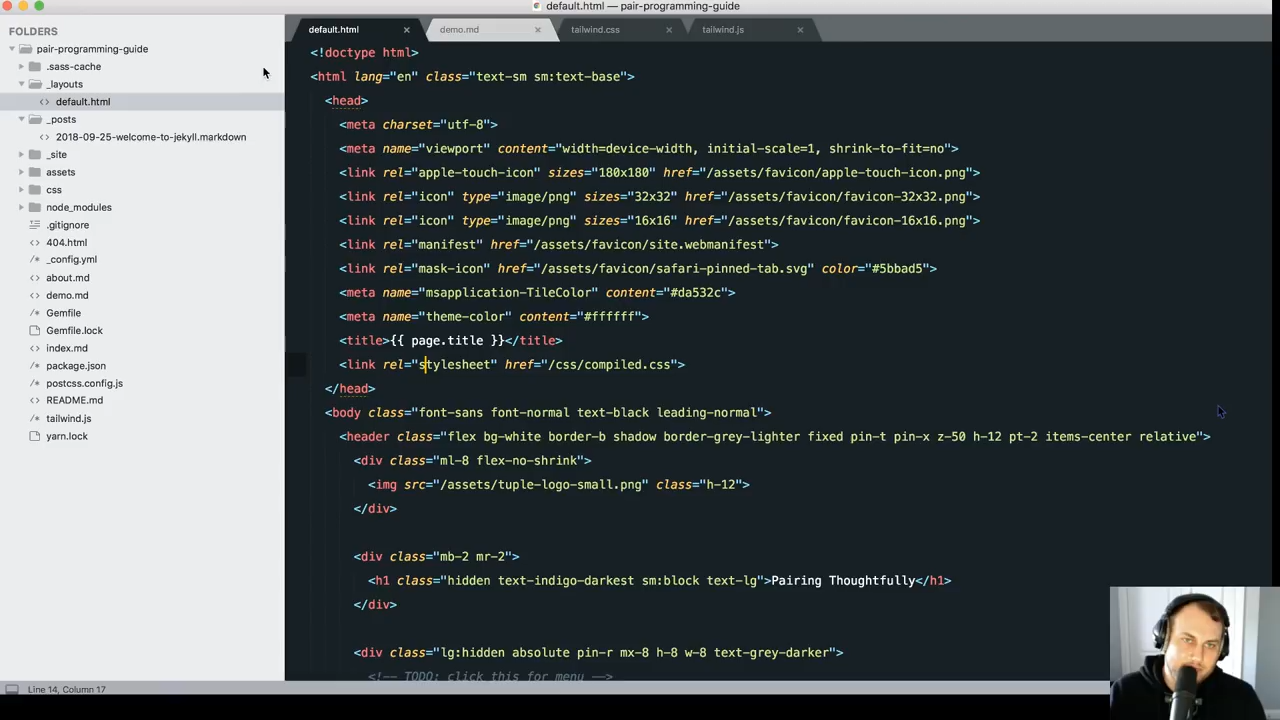 default.html — pair-programming-guide
FOLDERS
pair-programming-guide
.sass-cache
_layouts
default.html
_posts
2018-09-25-welcome-to-jekyll.markdown
_site
assets
css
node_modules
.gitignore
404.html
_config.yml
about.md
demo.md
Gemfile
Gemfile.lock
index.md
package.json
postcss.config.js
README.md
tailwind.js
yarn.lock
default.html × demo.md × tailwind.css × tailwind.js ×
<!doctype html>
<html lang="en" class="text-sm sm:text-base">
<head>
<meta charset="utf-8">
<meta name="viewport" content="width=device-width, initial-scale=1, shrink-to-fit=no">
<link rel="apple-touch-icon" sizes="180x180" href="/assets/favicon/apple-touch-icon.png">
<link rel="icon" type="image/png" sizes="32x32" href="/assets/favicon/favicon-32x32.png">
<link rel="icon" type="image/png" sizes="16x16" href="/assets/favicon/favicon-16x16.png">
<link rel="manifest" href="/assets/favicon/site.webmanifest">
<link rel="mask-icon" href="/assets/favicon/safari-pinned-tab.svg" color="#5bbad5">
<meta name="msapplication-TileColor" content="#da532c">
<meta name="theme-color" content="#ffffff">
<title>{{ page.title }}</title>
<link rel="stylesheet" href="/css/compiled.css">
</head>
<body class="font-sans font-normal text-black leading-normal">
<header class="flex bg-white border-b shadow border-grey-lighter fixed pin-t pin-x z-50 h-12 pt-2 items-center relative">
<div class="ml-8 flex-no-shrink">
<img src="/assets/tuple-logo-small.png" class="h-12">
</div>
<div class="mb-2 mr-2">
<h1 class="hidden text-indigo-darkest sm:block text-lg">Pairing Thoughtfully</h1>
</div>
<div class="lg:hidden absolute pin-r mx-8 h-8 w-8 text-grey-darker">
<!-- TODO: click this for menu -->
Line 14, Column 17